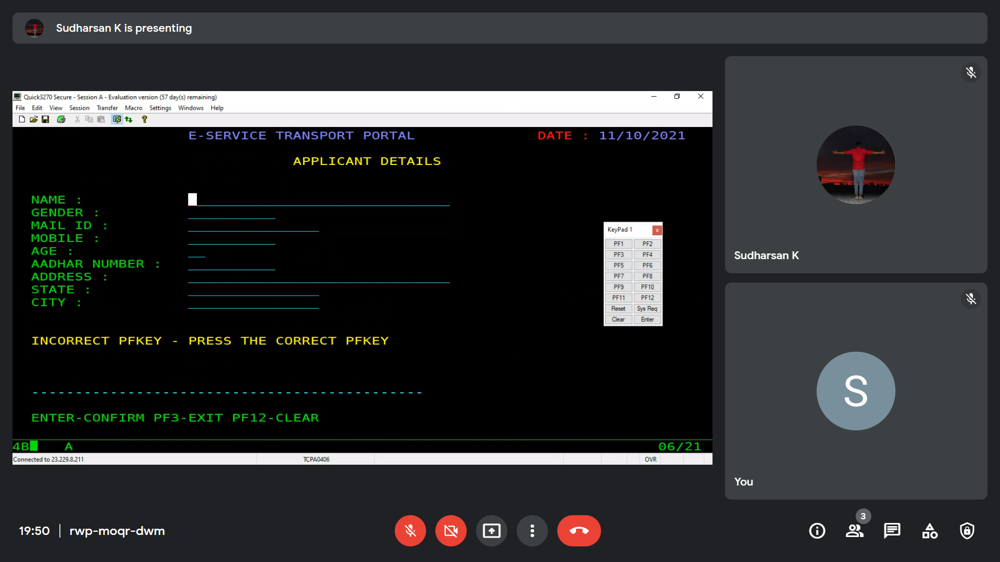 Sudharsan K is presenting
Quick3270 Secure - Session A - Evaluation version (57 day(s) remaining)
File Edit View Session Transfer Macro Settings Windows Help
E-SERVICE TRANSPORT PORTAL DATE : 11/10/2021
APPLICANT DETAILS
NAME :
GENDER :
MAIL ID :
MOBILE :
AGE :
AADHAR NUMBER :
ADDRESS :
STATE :
CITY :
INCORRECT PFKEY - PRESS THE CORRECT PFKEY
---------------------------------------------
ENTER-CONFIRM PF3-EXIT PF12-CLEAR
4B A 06/21
Connected to 23.229.8.211 TCPA0406 OVR
KeyPad 1 x
PF1 PF2
PF3 PF4
PF5 PF6
PF7 PF8
PF9 PF10
PF11 PF12
Reset Sys Req
Clear Enter
Sudharsan K
S
You
19:50 | rwp-moqr-dwm
3